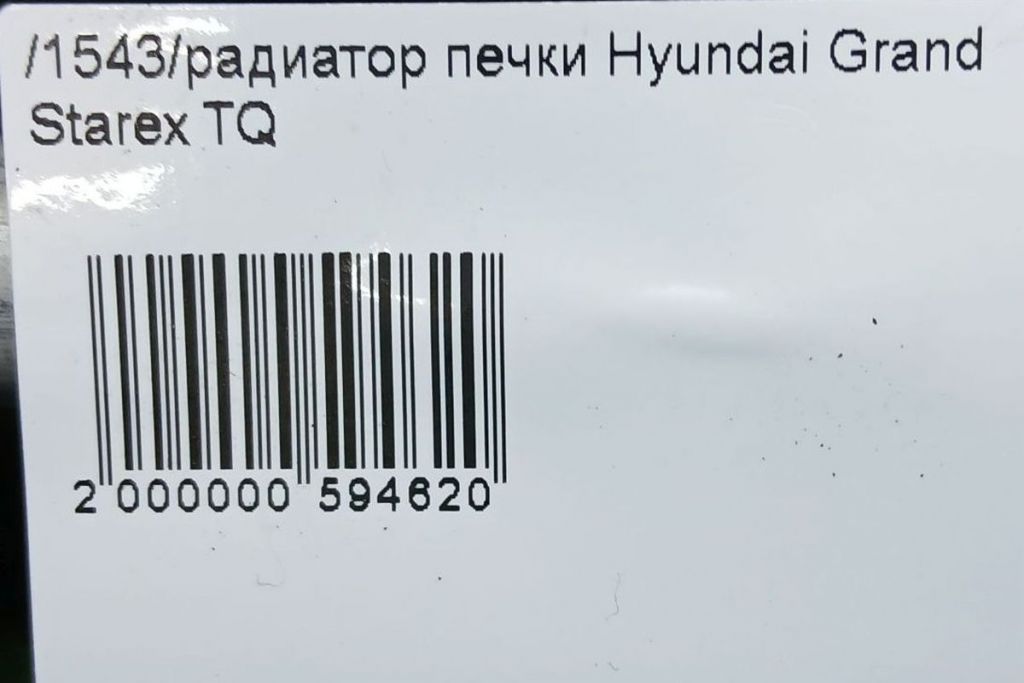 /1543/радиатор печки Hyundai Grand
Starex TQ
2 000000 594620